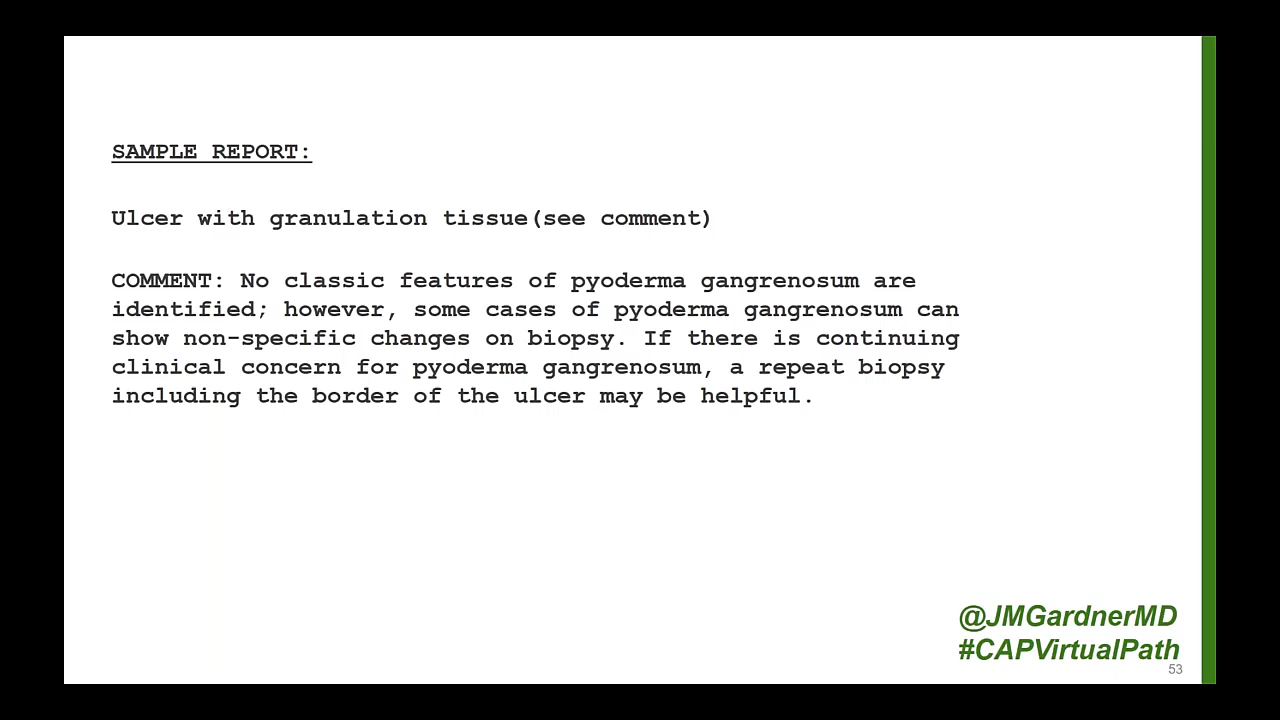 SAMPLE REPORT:
Ulcer with granulation tissue(see comment)
COMMENT: No classic features of pyoderma gangrenosum are
identified; however, some cases of pyoderma gangrenosum can
show non-specific changes on biopsy. If there is continuing
clinical concern for pyoderma gangrenosum, a repeat biopsy
including the border of the ulcer may be helpful.
@JMGardnerMD
#CAPVirtualPath
53